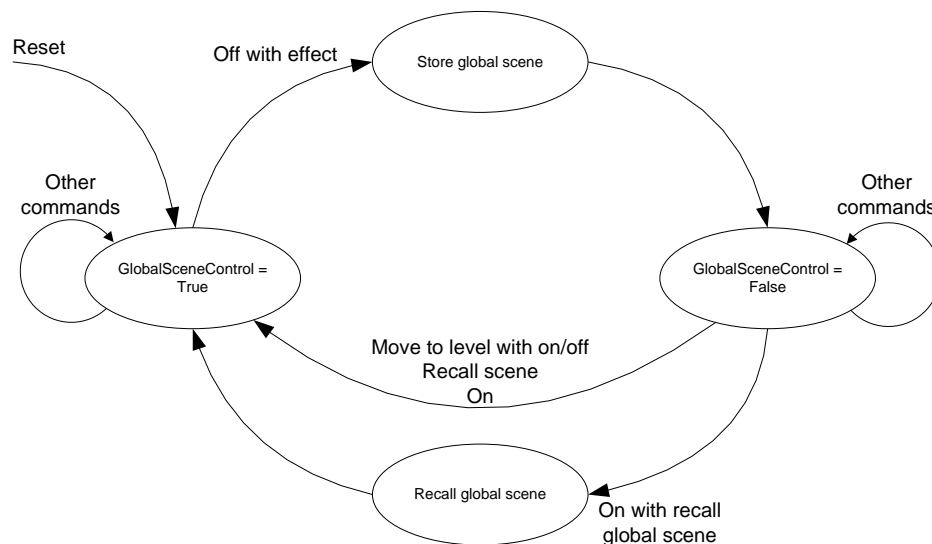 Reset
Off with effect
Store global scene
Other
commands
Other
commands
GlobalSceneControl =
True
GlobalSceneControl =
False
Move to level with on/off
Recall scene
On
Recall global scene
On with recall
global scene